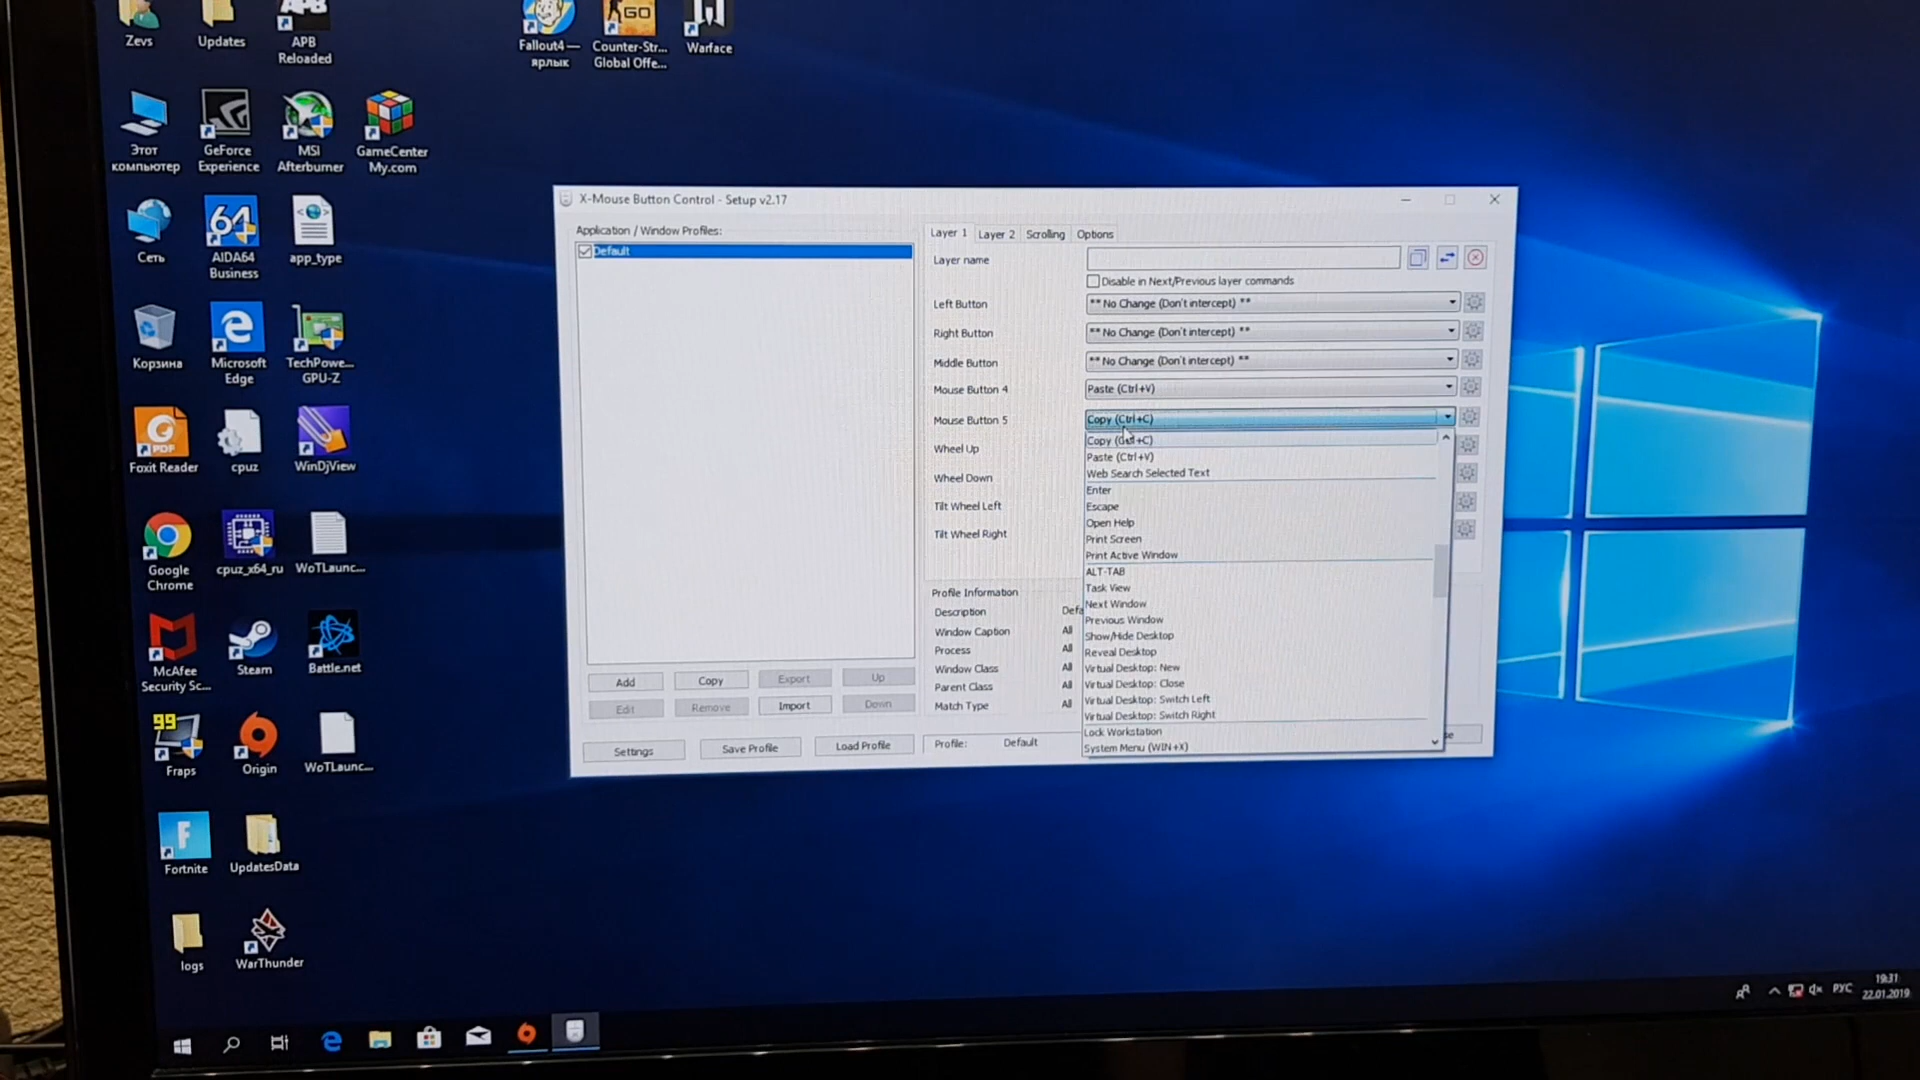 Zevs
Updates
APB
Reloaded
Fallout4 —
ярлык
GO
Counter-Str...
Global Offe...
Warface
Этот
компьютер
GeForce
Experience
MSI
Afterburner
GameCenter
My.com
Сеть
64
AIDA64
Business
app_type
Корзина
Microsoft
Edge
TechPowe...
GPU-Z
PDF
Foxit Reader
cpuz
WinDjView
Google
Chrome
cpuz_x64_ru
WoTLaunc...
McAfee
Security Sc...
Steam
Battle.net
99
Fraps
Origin
WoTLaunc...
F
Fortnite
UpdatesData
logs
WarThunder
X-Mouse Button Control - Setup v2.17
Application / Window Profiles:
Default
Add
Copy
Export
Up
Edit
Remove
Import
Down
Settings
Save Profile
Load Profile
Layer 1
Layer 2
Scrolling
Options
Layer name
Disable in Next/Previous layer commands
Left Button
** No Change (Don't intercept) **
Right Button
** No Change (Don't intercept) **
Middle Button
** No Change (Don't intercept) **
Mouse Button 4
Paste (Ctrl+V)
Mouse Button 5
Copy (Ctrl+C)
Wheel Up
Wheel Down
Tilt Wheel Left
Tilt Wheel Right
Copy (Ctrl+C)
Paste (Ctrl+V)
Web Search Selected Text
Enter
Escape
Open Help
Print Screen
Print Active Window
ALT-TAB
Task View
Next Window
Previous Window
Show/Hide Desktop
Reveal Desktop
Virtual Desktop: New
Virtual Desktop: Close
Virtual Desktop: Switch Left
Virtual Desktop: Switch Right
Lock Workstation
System Menu (WIN+X)
Profile Information
Description
Defa
Window Caption
All
Process
All
Window Class
All
Parent Class
All
Match Type
All
Profile:
Default
se
РУС
19:31
22.01.2019